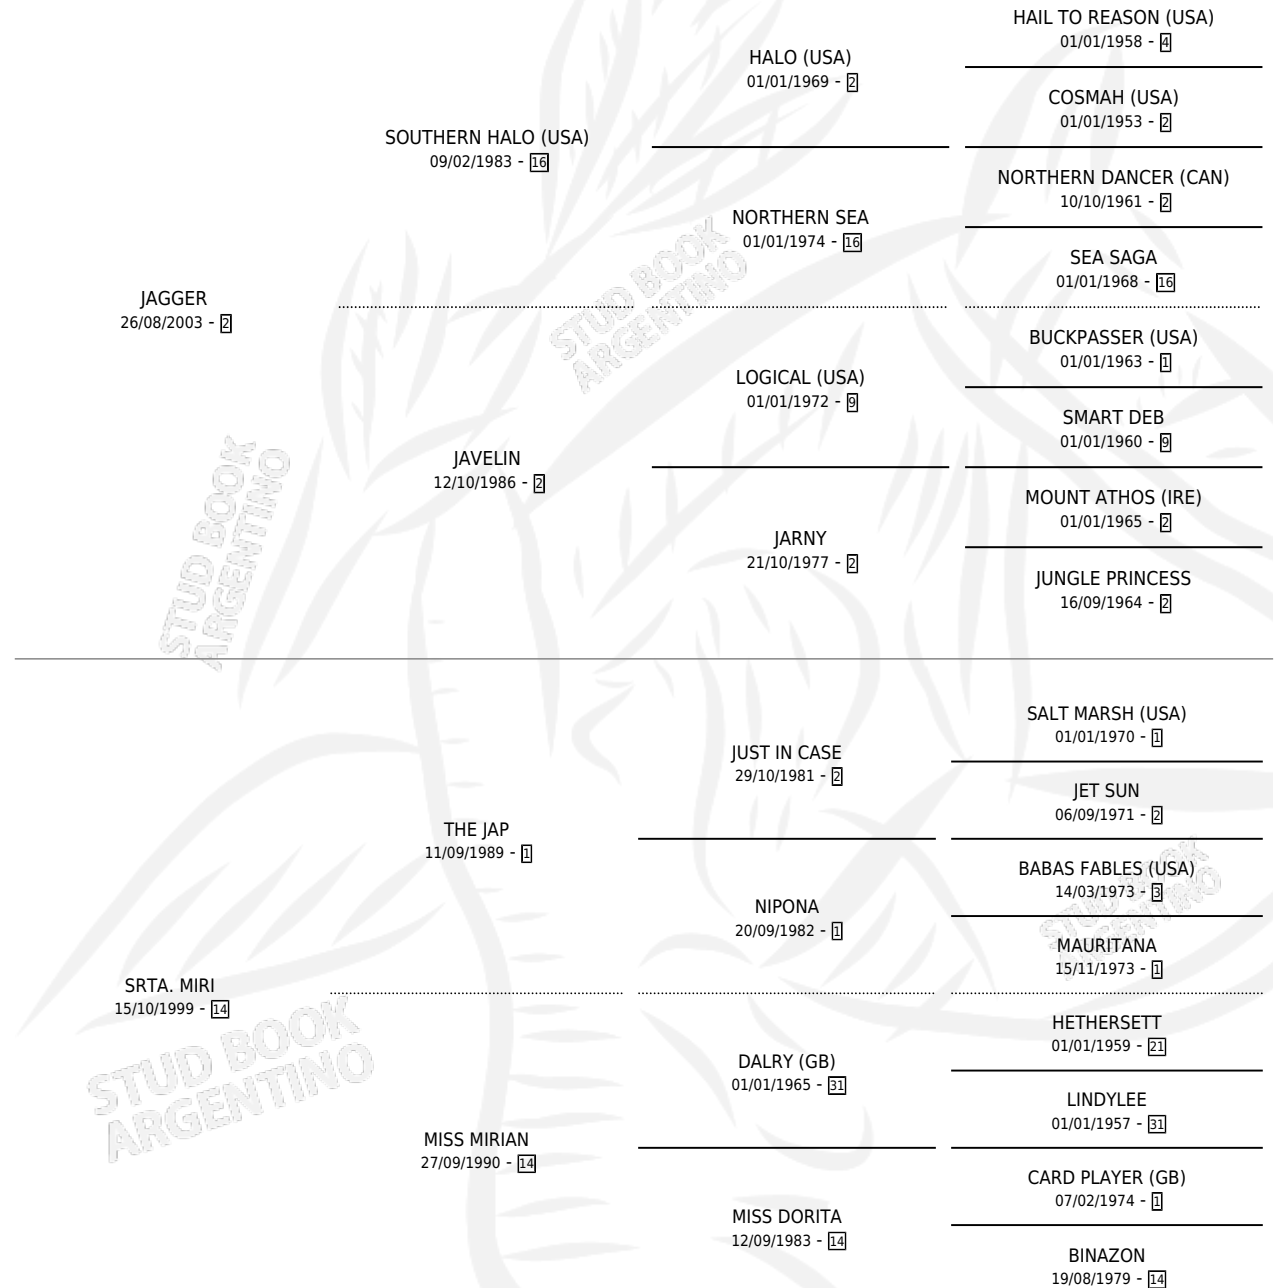 HAIL TO REASON (USA)
01/01/1958 - 4
HALO (USA)
01/01/1969 - 2
COSMAH (USA)
01/01/1953 - 2
SOUTHERN HALO (USA)
09/02/1983 - 16
NORTHERN DANCER (CAN)
10/10/1961 - 2
NORTHERN SEA
01/01/1974 - 16
SEA SAGA
01/01/1968 - 16
JAGGER
26/08/2003 - 2
BUCKPASSER (USA)
01/01/1963 - 1
LOGICAL (USA)
01/01/1972 - 9
SMART DEB
01/01/1960 - 9
JAVELIN
12/10/1986 - 2
MOUNT ATHOS (IRE)
01/01/1965 - 2
JARNY
21/10/1977 - 2
JUNGLE PRINCESS
16/09/1964 - 2
SALT MARSH (USA)
01/01/1970 - 1
JUST IN CASE
29/10/1981 - 2
JET SUN
06/09/1971 - 2
THE JAP
11/09/1989 - 1
BABAS FABLES (USA)
14/03/1973 - 3
NIPONA
20/09/1982 - 1
MAURITANA
15/11/1973 - 1
SRTA. MIRI
15/10/1999 - 14
HETHERSETT
01/01/1959 - 21
DALRY (GB)
01/01/1965 - 31
LINDYLEE
01/01/1957 - 31
MISS MIRIAN
27/09/1990 - 14
CARD PLAYER (GB)
07/02/1974 - 1
MISS DORITA
12/09/1983 - 14
BINAZON
19/08/1979 - 14
STUD BOOK
ARGENTINO
STUD BOOK
ARGENTINO
STUD BOOK
ARGENTINO
STUD BOOK
ARGENTINO